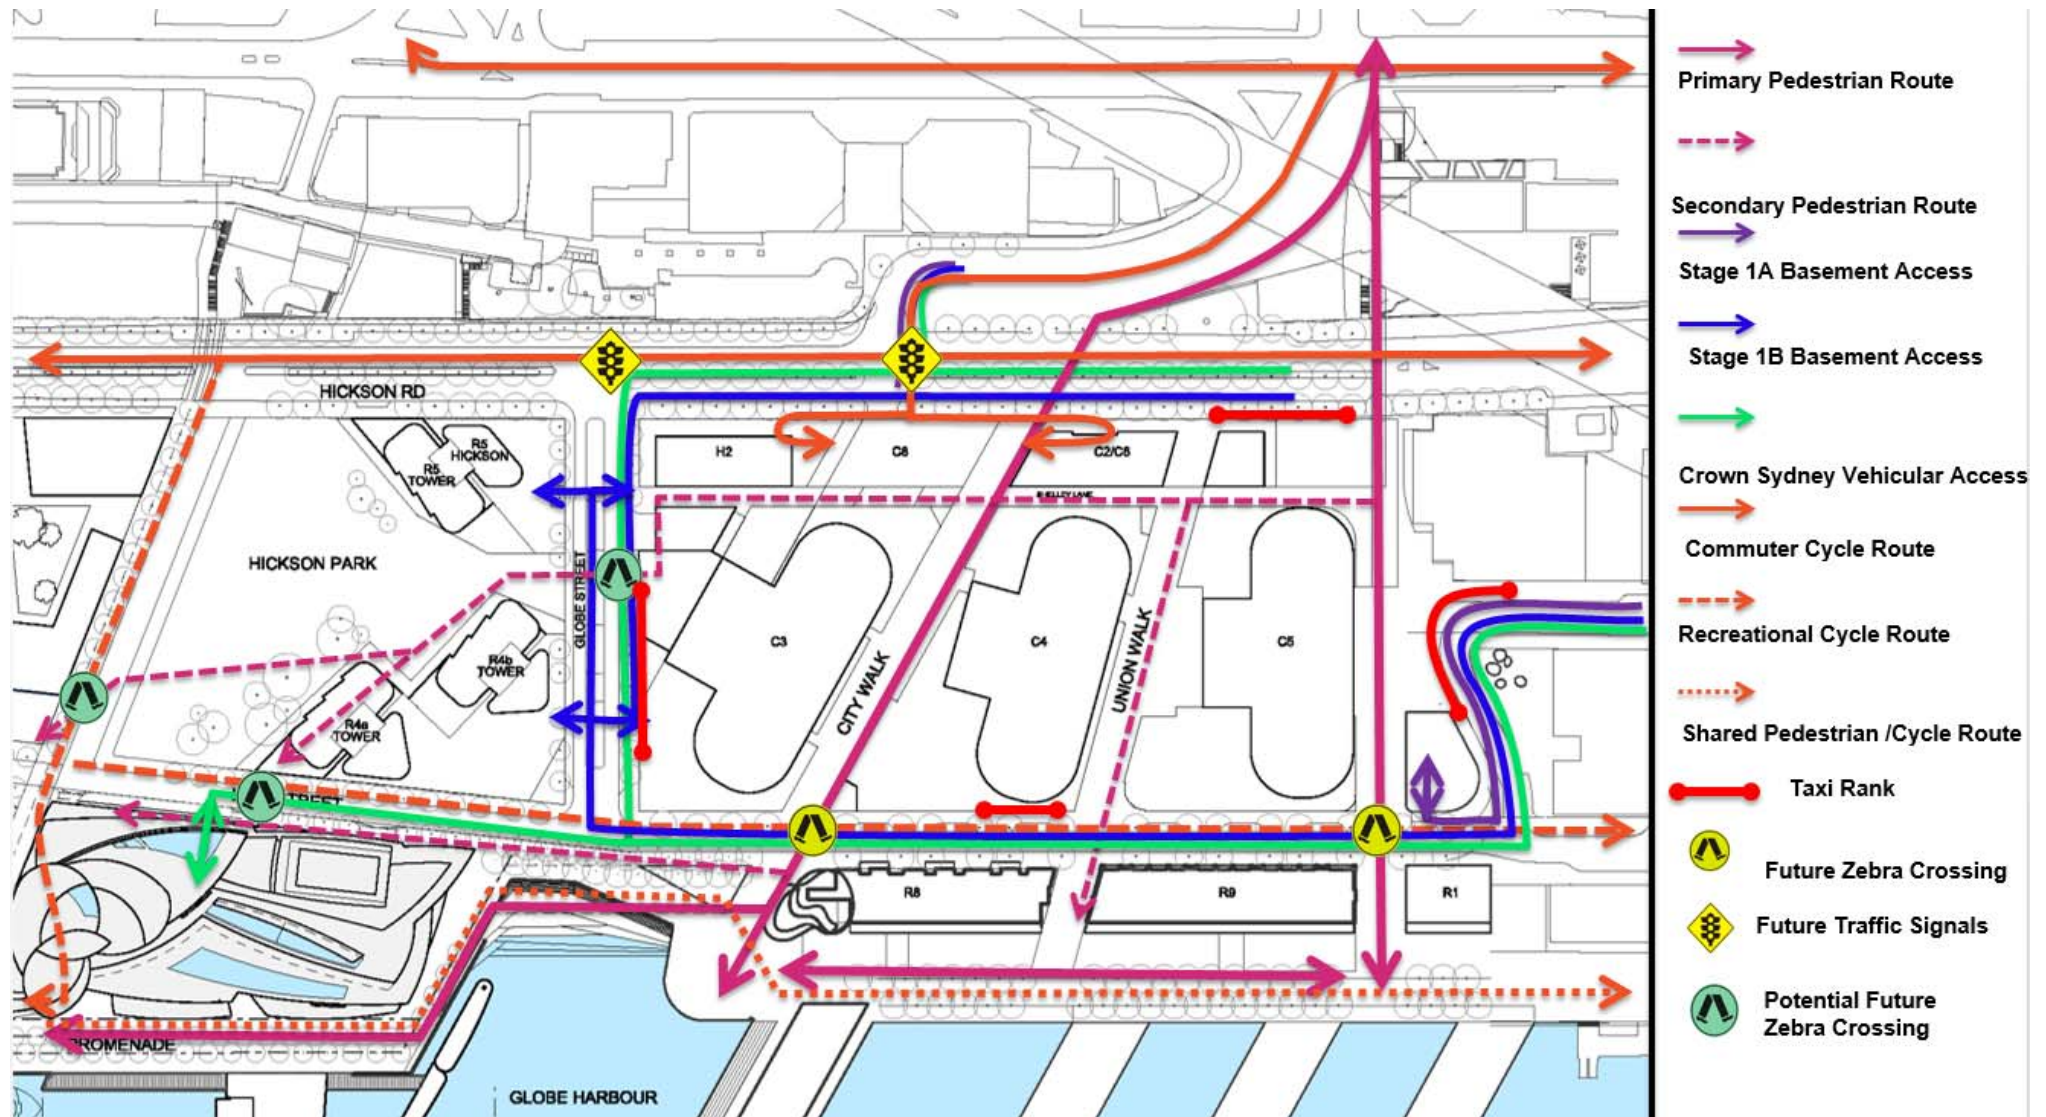 Primary Pedestrian Route
Secondary Pedestrian Route
Stage 1A Basement Access
Stage 1B Basement Access
Crown Sydney Vehicular Access
Commuter Cycle Route
Recreational Cycle Route
Shared Pedestrian /Cycle Route
Taxi Rank
Future Zebra Crossing
Future Traffic Signals
Potential Future
Zebra Crossing
HICKSON RD
R5
HICKSON
R5
TOWER
H2
C6
C2/C6
SHELLEY LANE
HICKSON PARK
GLOBE STREET
C3
C4
C5
CITY WALK
UNION WALK
R4b
TOWER
R4a
TOWER
R8
R9
R1
PROMENADE
GLOBE HARBOUR